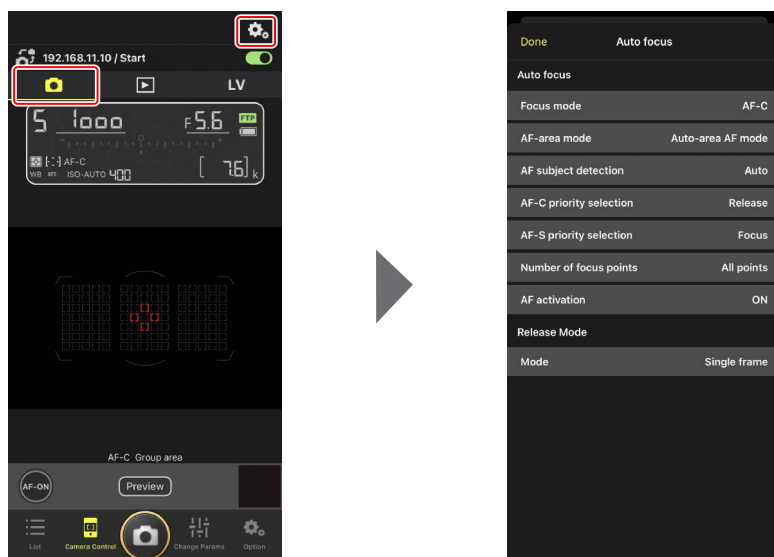 192.168.11.10 / Start
LV
S 1000 F5.6 FTP
AF-C
WB ISO-AUTO 400 [ 7.6] k
AF-C Group area
AF-ON
Preview
List
Camera Control
Change Params
Option
Done Auto focus
Auto focus
Focus mode AF-C
AF-area mode Auto-area AF mode
AF subject detection Auto
AF-C priority selection Release
AF-S priority selection Focus
Number of focus points All points
AF activation ON
Release Mode
Mode Single frame